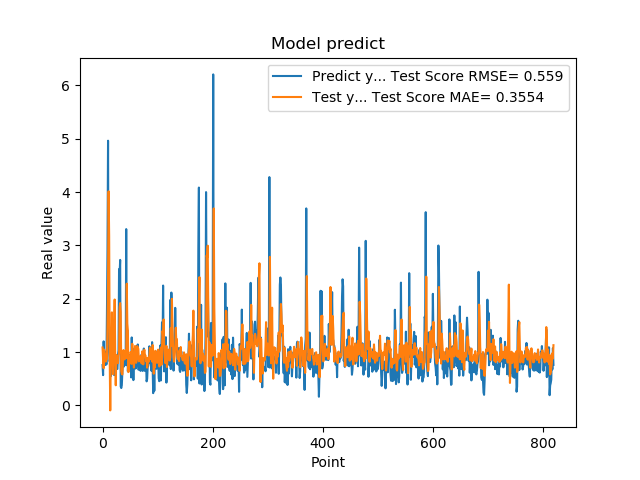 Model predict
Predict y... Test Score RMSE= 0.559
Test y... Test Score MAE= 0.3554
Real value
6
5
4
3
2
1
0
0 200 400 600 800
Point